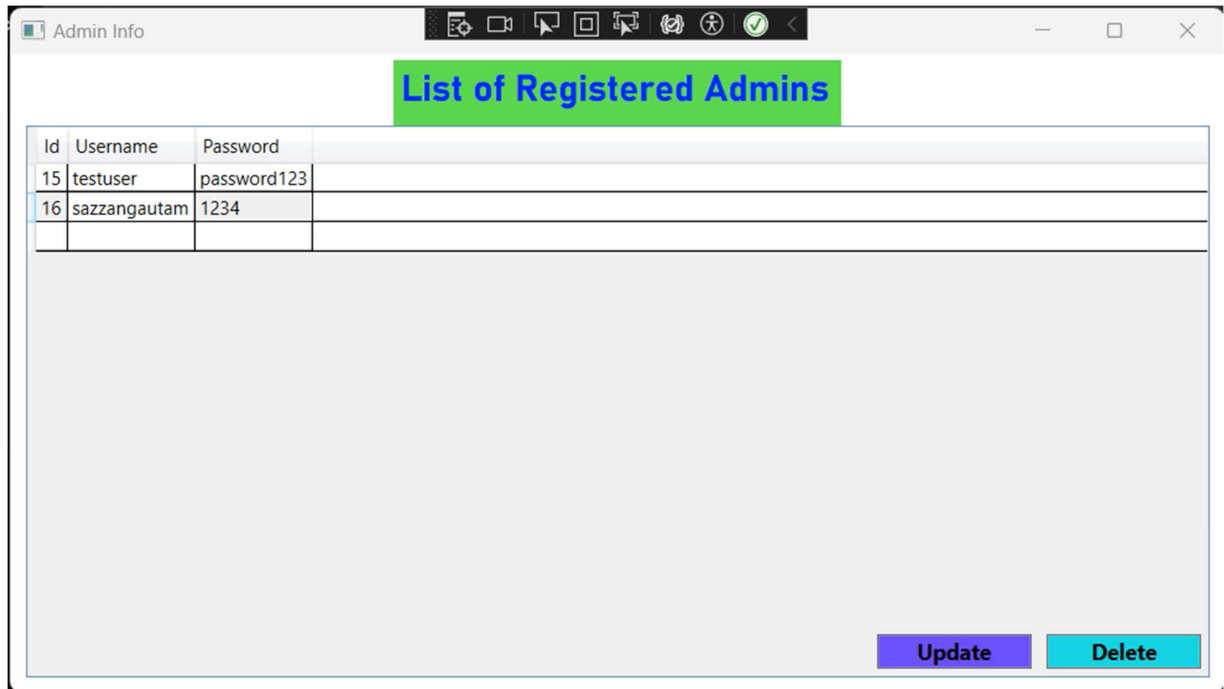 Admin Info
List of Registered Admins
Id Username Password
15 testuser password123
16 sazzangautam 1234
Update Delete